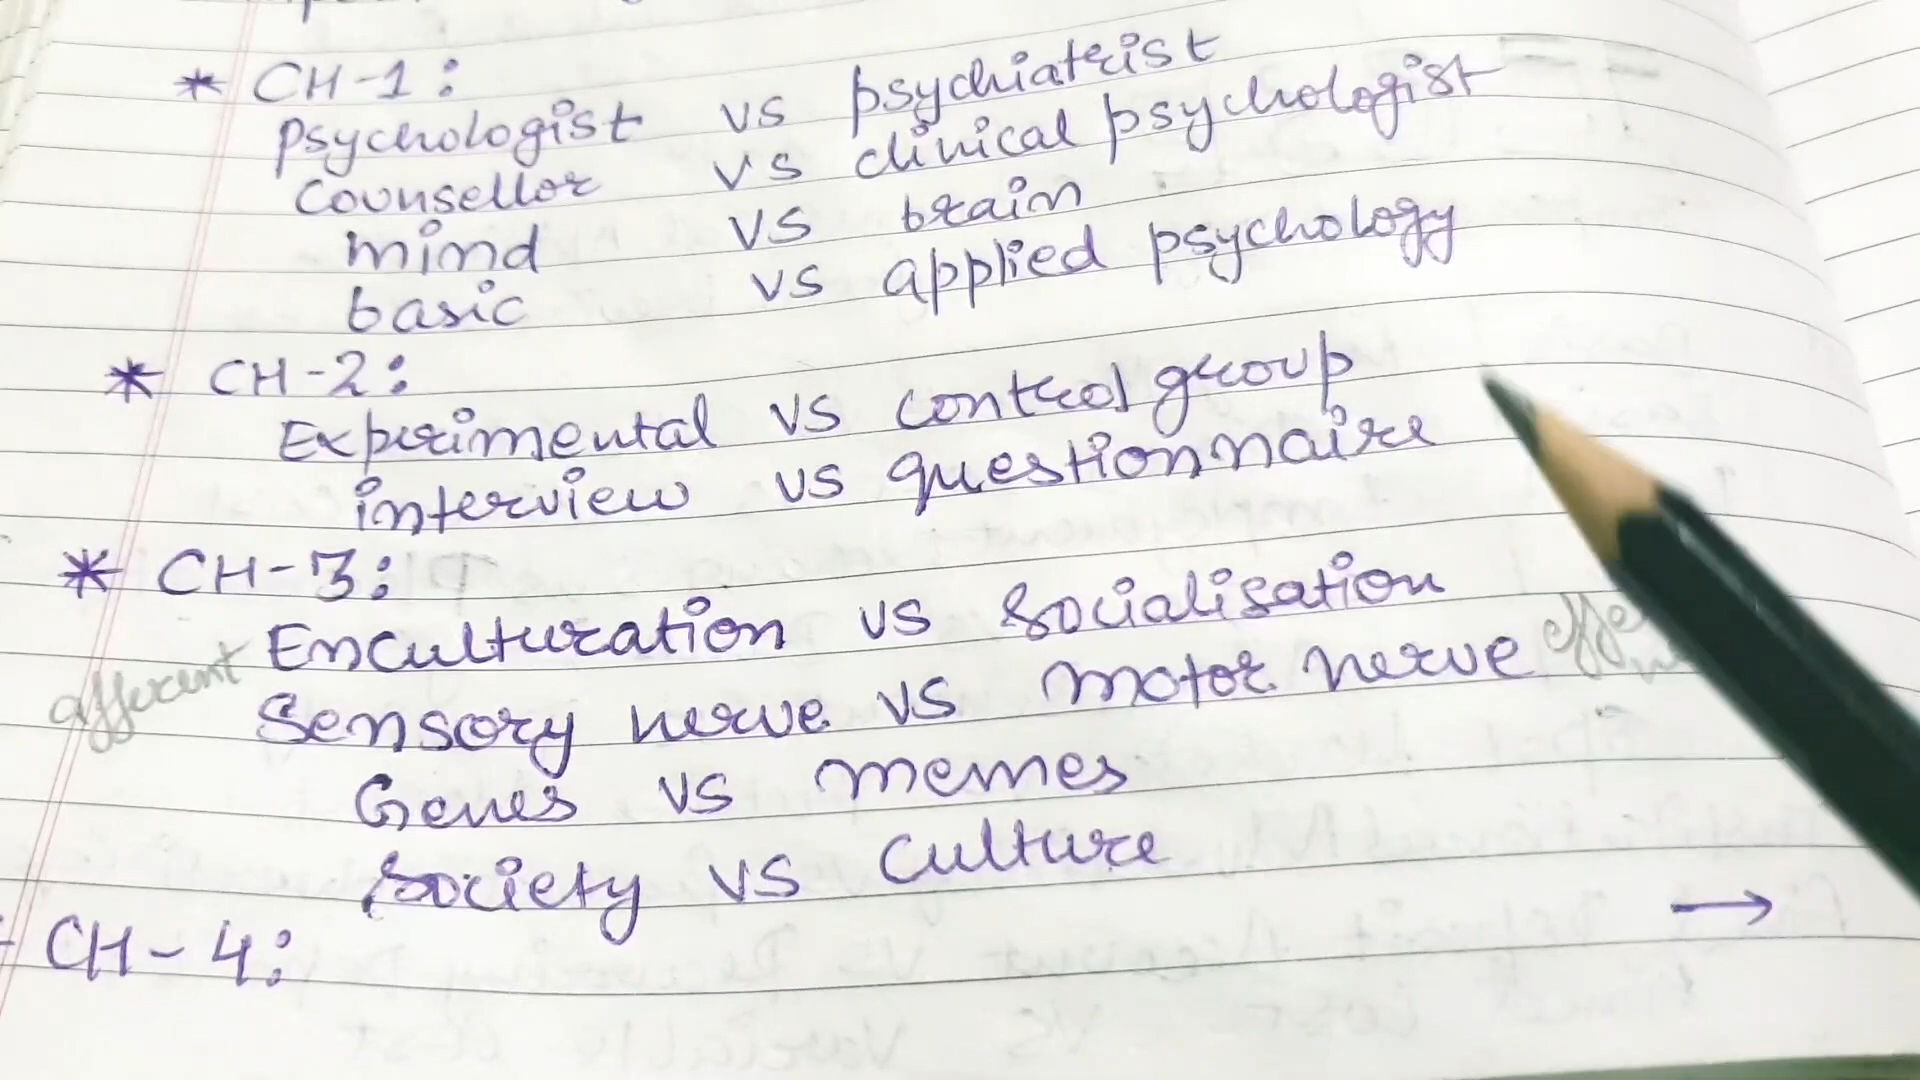 * CH-1:
Psychologist vs psychiatrist
Counsellor vs clinical psychologist
mind vs brain
basic vs applied psychology
* CH-2:
Experimental vs control group
interview vs questionnaire
* CH-3:
Enculturation vs Socialisation
afferent Sensory nerve vs motor nerve
Genes vs memes
Society vs Culture
CH-4: →